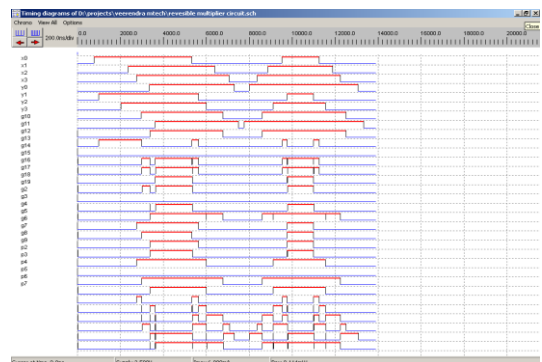 Timing diagrams of D:\projects\veerendra mtech\revesible multiplier circuit.sch
Chrono View All Options
Close
200.0ns/div 0.0 2000.0 4000.0 6000.0 8000.0 10000.0 12000.0 14000.0 16000.0 18000.0 20000.0
x0
x1
x2
x3
y0
y1
y2
y3
g10
g11
g12
g13
g14
g15
g16
g17
g18
g19
g2
g3
g4
g5
g6
g7
g8
g9
p2
p3
p4
p5
p6
p7